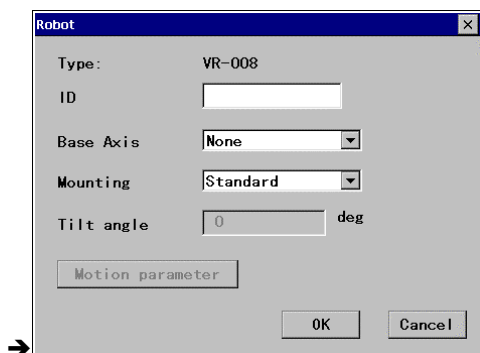 Robot
Type: VR-008
ID
Base Axis None
Mounting Standard
Tilt angle 0 deg
Motion parameter
OK Cancel